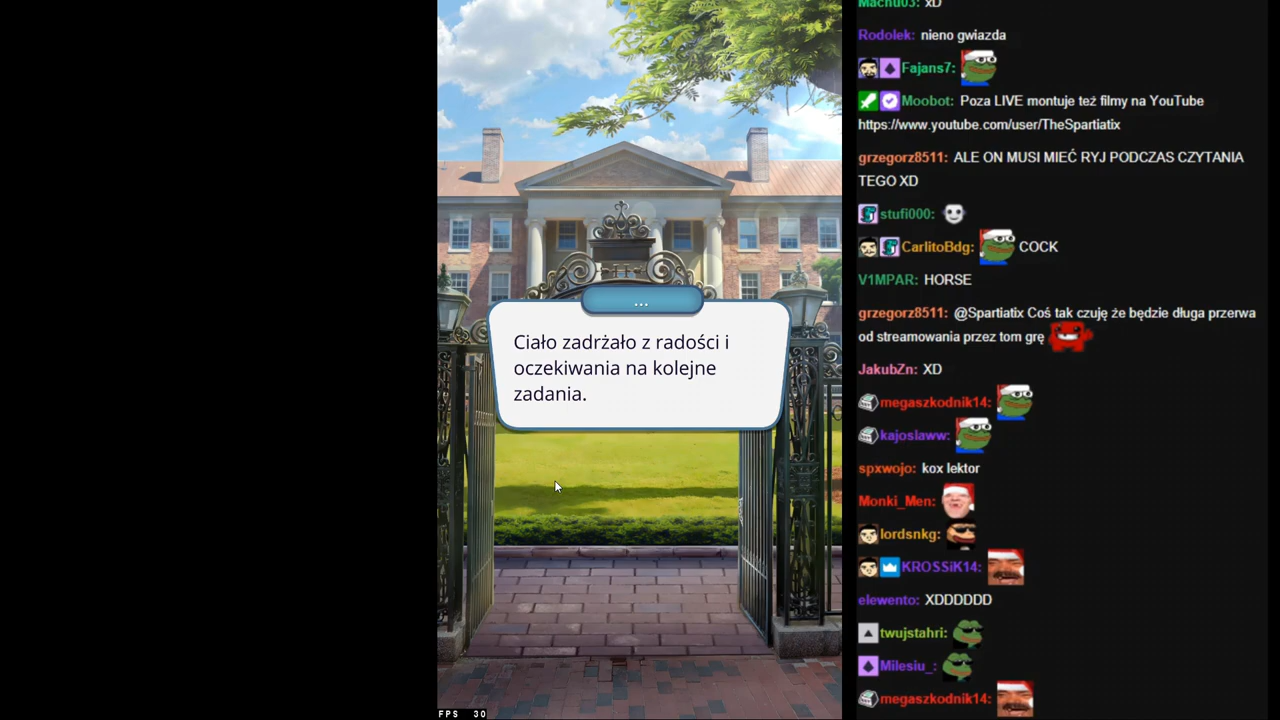 Machu03: xD
Rodolek: nieno gwiazda
Fajans7:
Moobot: Poza LIVE montuje też filmy na YouTube
https://www.youtube.com/user/TheSpartiatix
grzegorz8511: ALE ON MUSI MIEĆ RYJ PODCZAS CZYTANIA
TEGO XD
stufi000:
CarlitoBdg: COCK
V1MPAR: HORSE
grzegorz8511: @Spartiatix Coś tak czuję że będzie długa przerwa
od streamowania przez tom grę
JakubZn: XD
megaszkodnik14:
kajoslaww:
spxwojo: kox lektor
Monki_Men:
lordsnkg:
KROSSiK14:
elewento: XDDDDDD
twujstahri:
Milesiu_:
megaszkodnik14:
...
Ciało zadrżało z radości i
oczekiwania na kolejne
zadania.
FPS 30